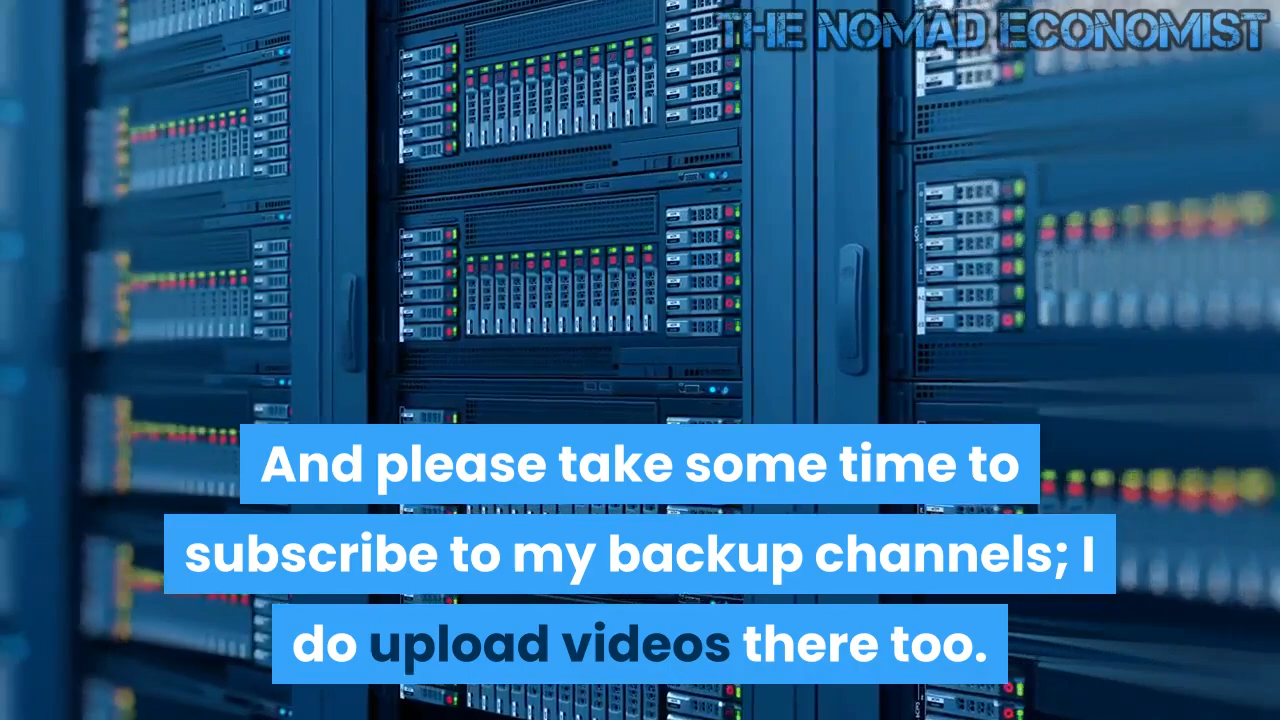 THE NOMAD ECONOMIST
And please take some time to
subscribe to my backup channels; I
do upload videos there too.